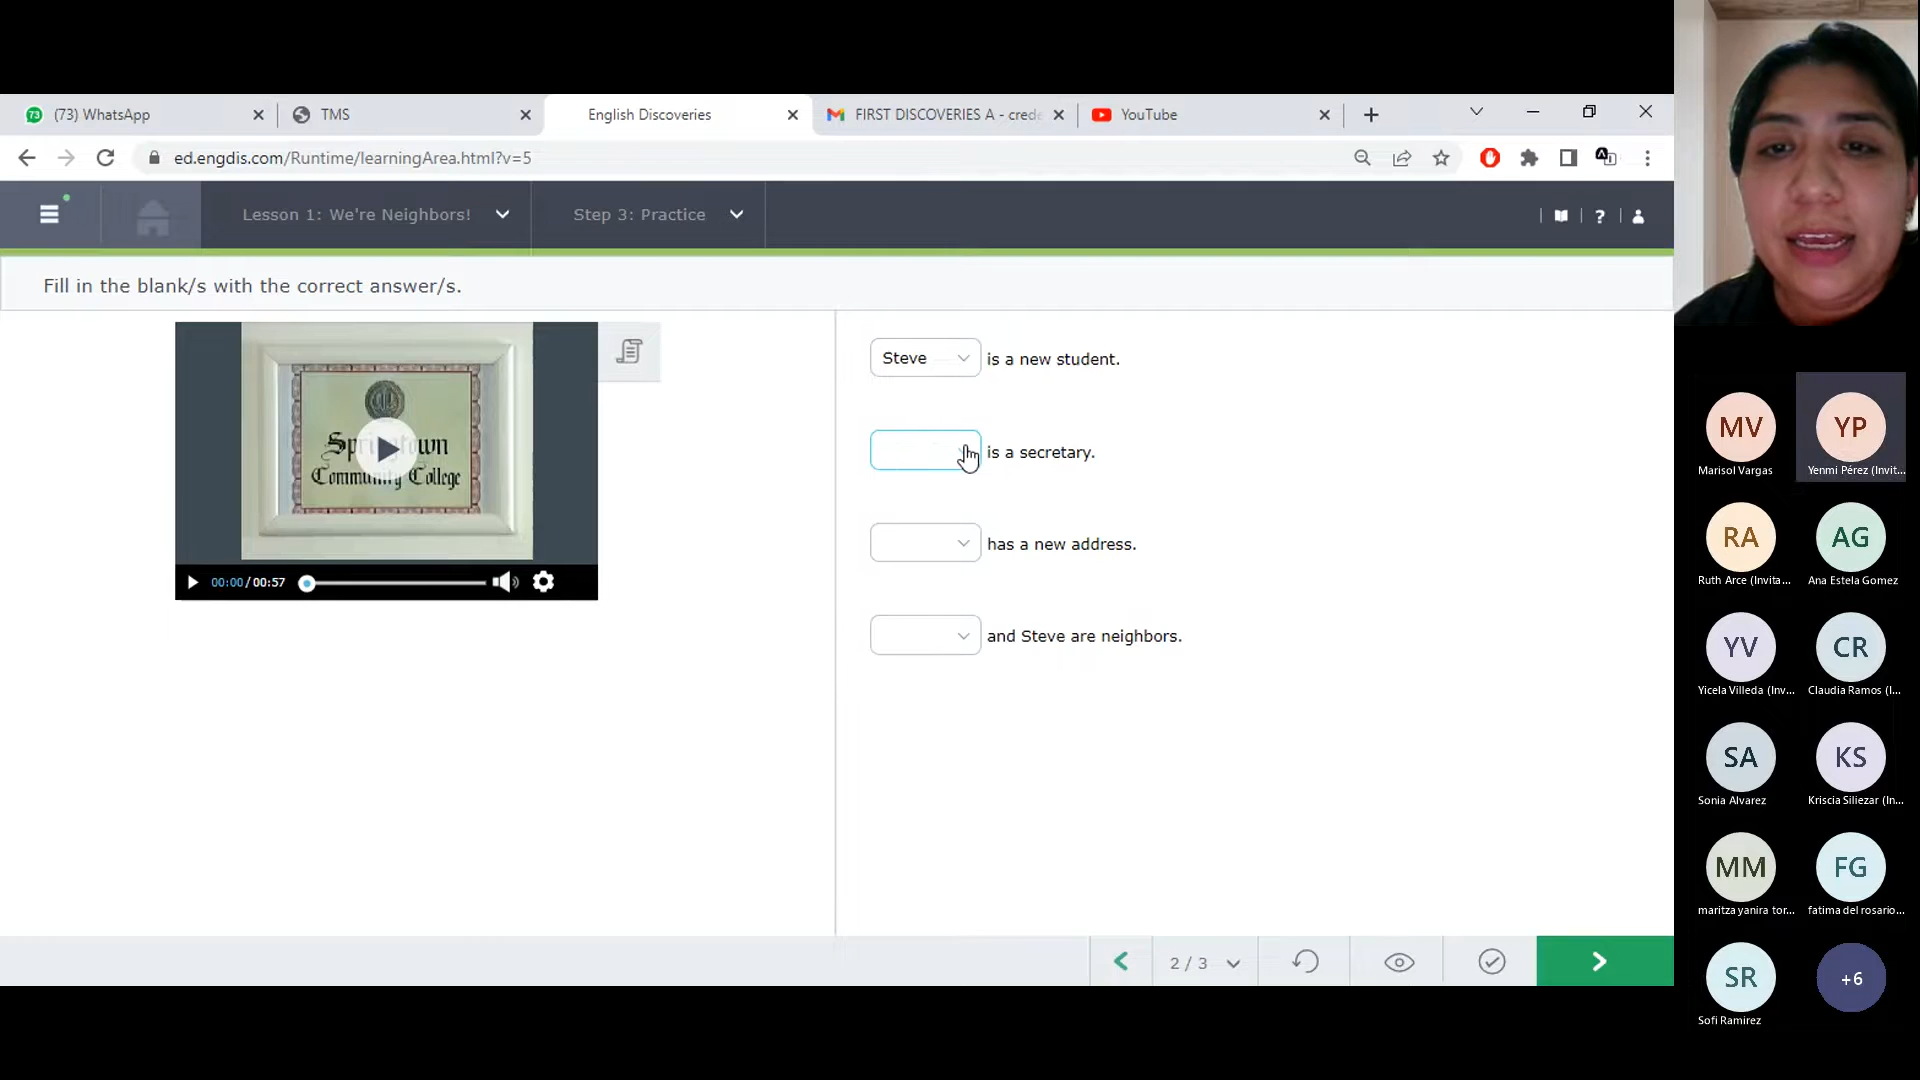 (73) WhatsApp
TMS
English Discoveries
FIRST DISCOVERIES A - crede
YouTube
ed.engdis.com/Runtime/learningArea.html?v=5
Lesson 1: We're Neighbors!
Step 3: Practice
?
Fill in the blank/s with the correct answer/s.
Springtown
Community College
00:00/00:57
Steve is a new student.
is a secretary.
has a new address.
and Steve are neighbors.
2 / 3
MV
Marisol Vargas
YP
Yenmi Pérez (Invit...
RA
Ruth Arce (Invita...
AG
Ana Estela Gomez
YV
Yicela Villeda (Inv...
CR
Claudia Ramos (I...
SA
Sonia Alvarez
KS
Kriscia Siliezar (In...
MM
maritza yanira tor...
FG
fatima del rosario...
SR
Sofi Ramirez
+6